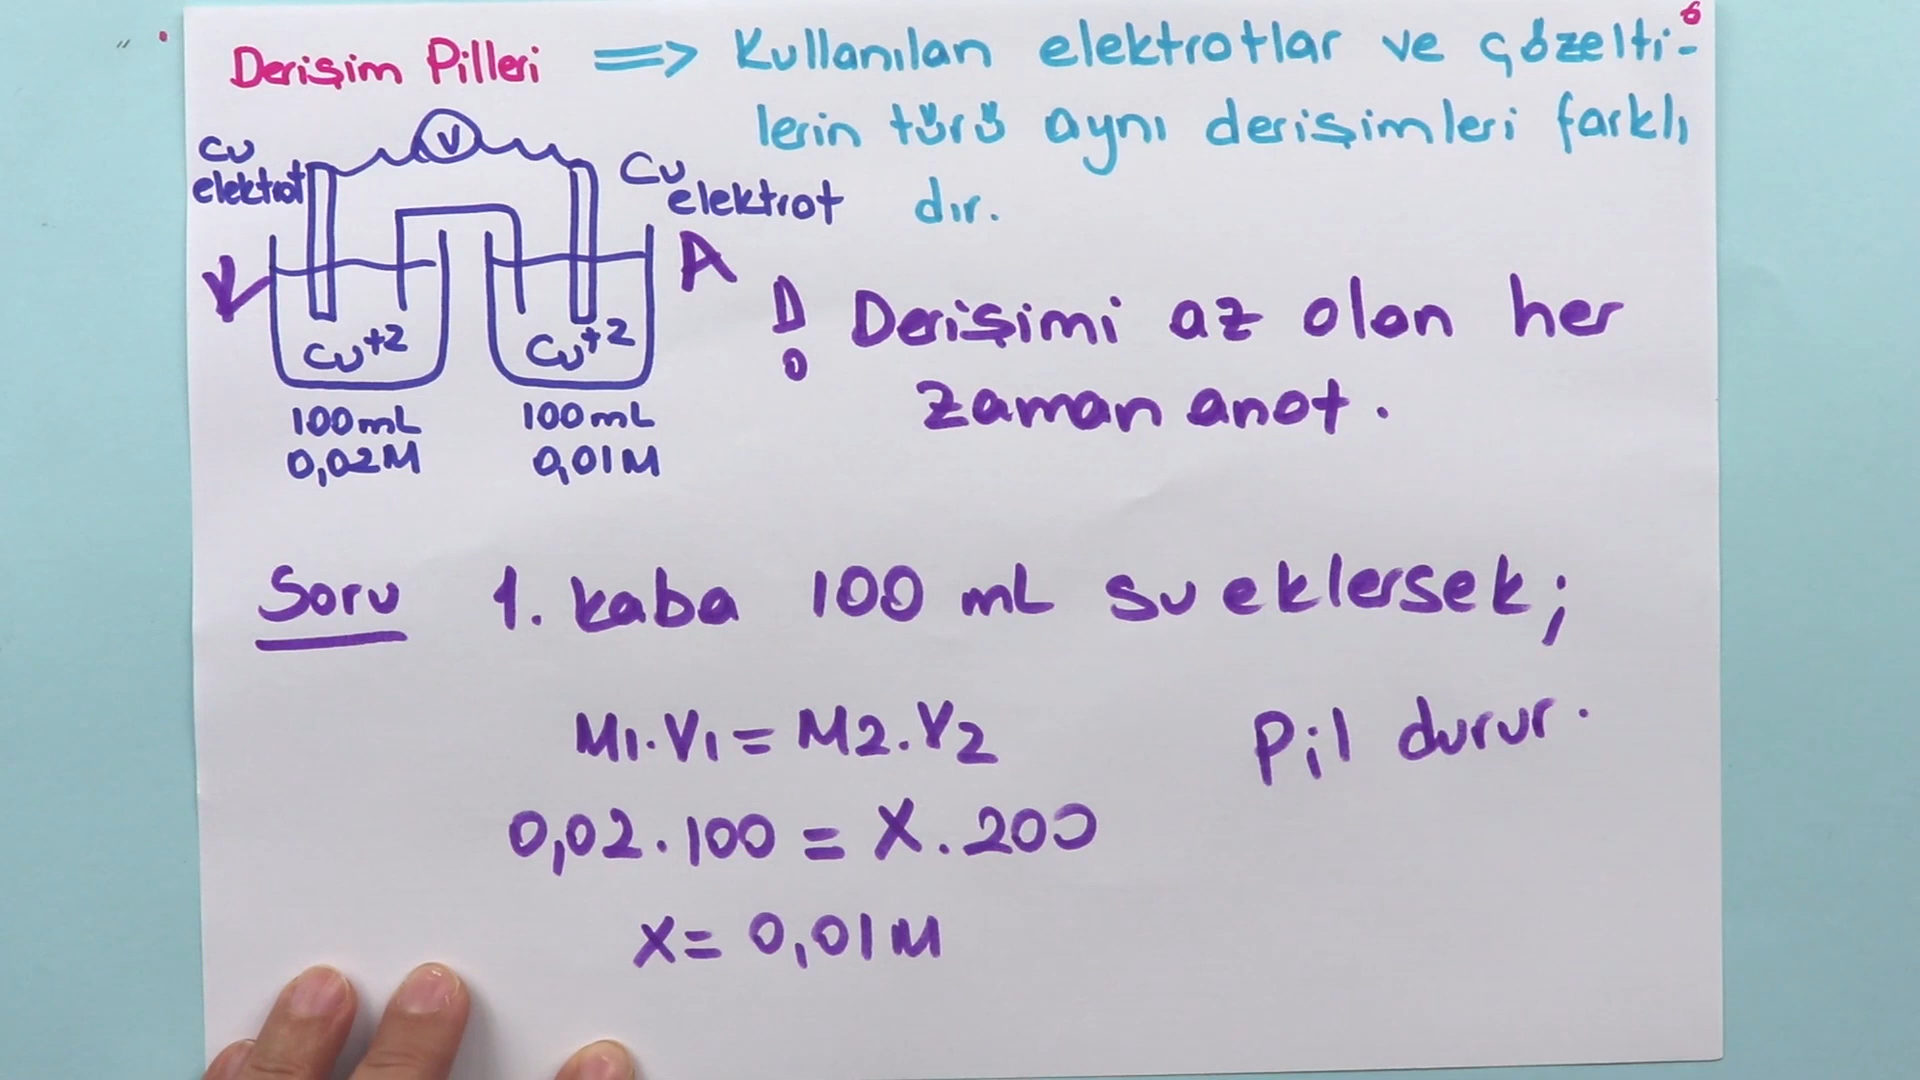 6
Derişim Pilleri ⟹ Kullanılan elektrotlar ve çözelti-
lerin türü aynı derişimleri farklı
dır.
V
Cu
elektrot
Cu
elektrot
K
A
Cu+2
Cu+2
100 mL
0,02M
100 mL
0,01M
! Derişimi az olan her
zaman anot.
Soru 1. kaba 100 mL su eklersek;
M1.V1 = M2.V2
Pil durur.
0,02.100 = X.200
X = 0,01M